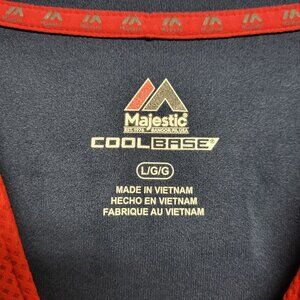 Majestic®
EST. 1976 BANGOR PA, USA
COOLBASE®
L/G/G
MADE IN VIETNAM
HECHO EN VIETNAM
FABRIQUE AU VIETNAM